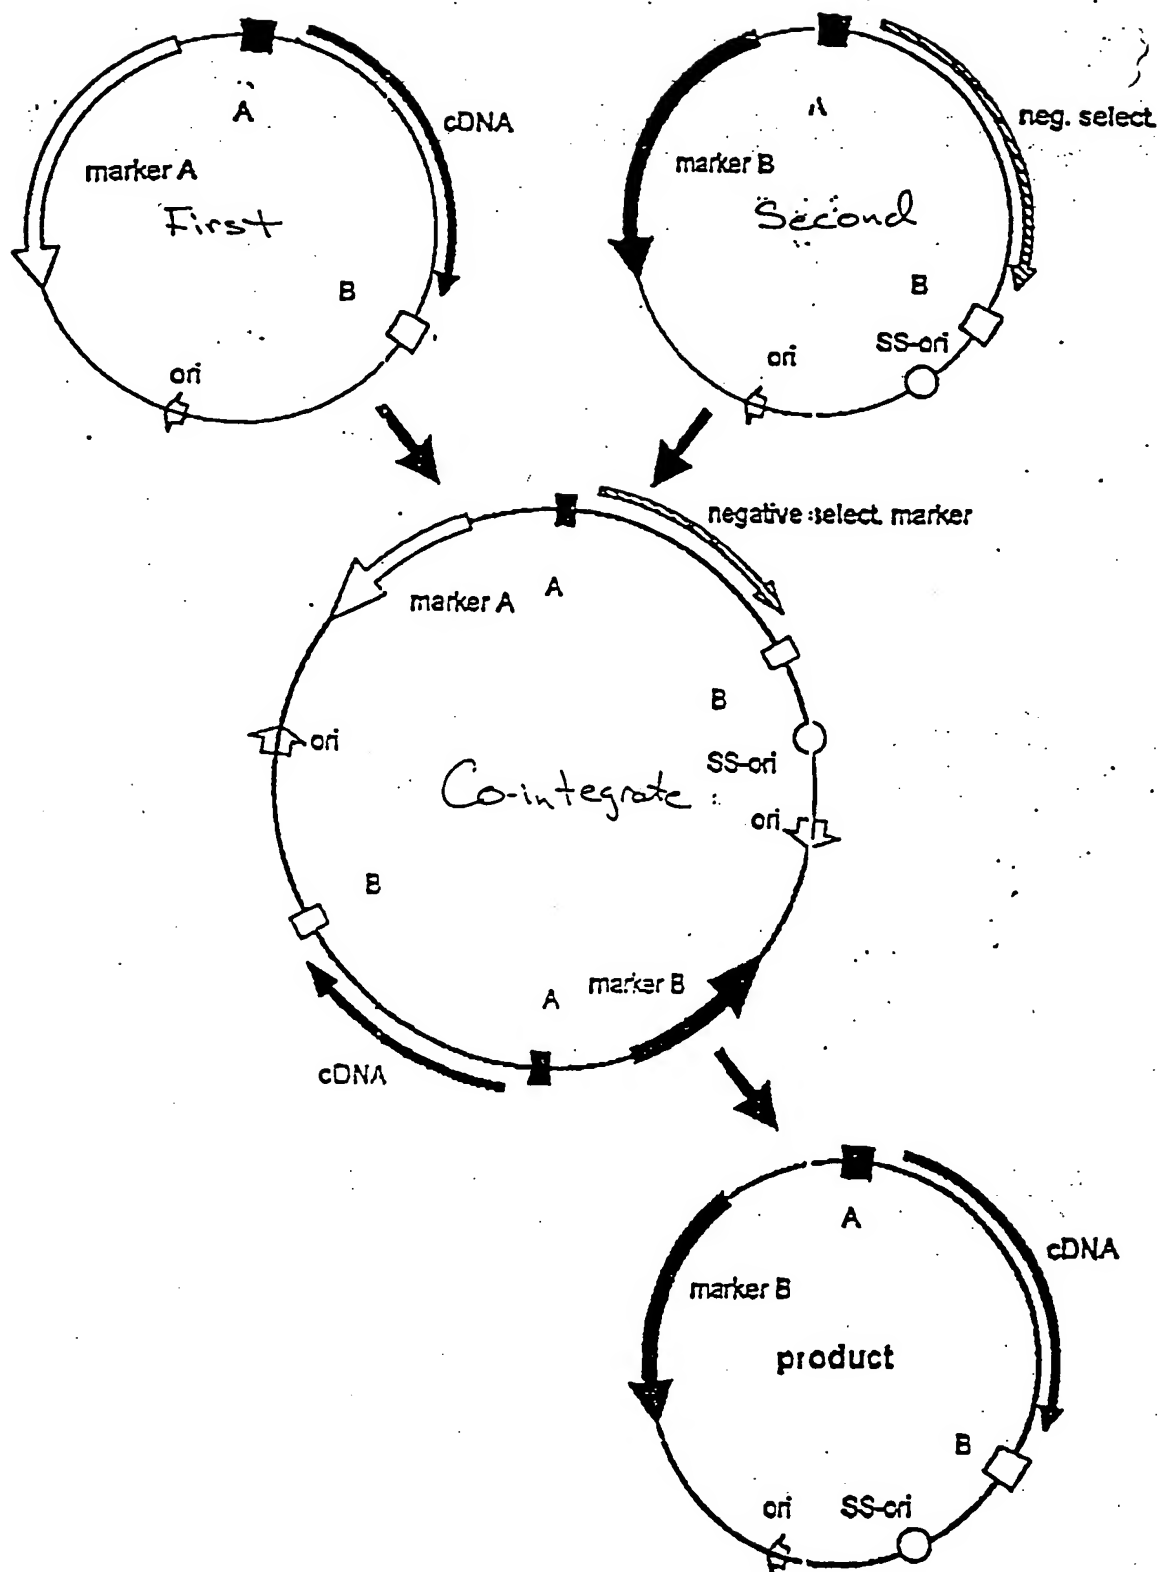 A
cDNA
marker A
First
B
ori
A
neg. select.
marker B
Second
B
SS-ori
ori
negative select. marker
marker A
A
B
ori
SS-ori
Co-integrate
ori
B
A
marker B
cDNA
A
cDNA
marker B
product
B
ori
SS-ori